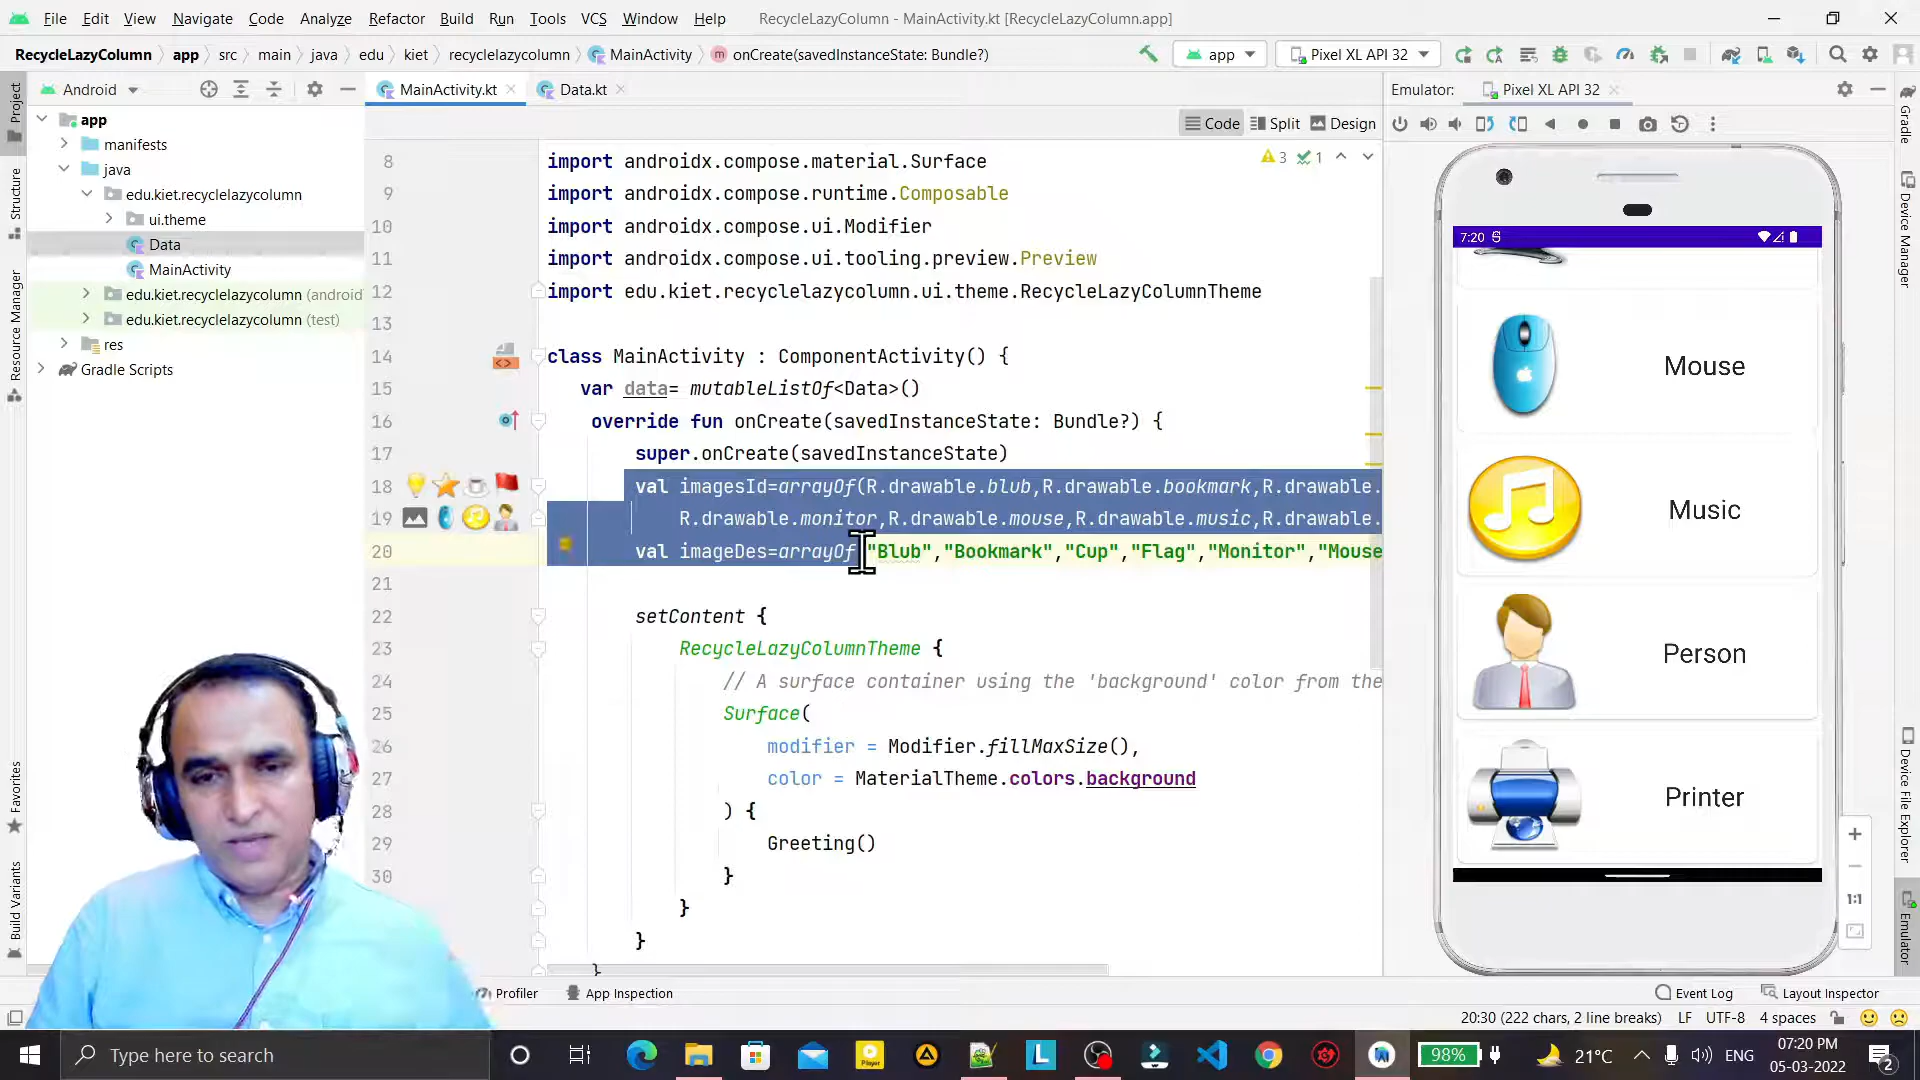 File Edit View Navigate Code Analyze Refactor Build Run Tools VCS Window Help RecycleLazyColumn - MainActivity.kt [RecycleLazyColumn.app]
RecycleLazyColumn app src main java edu kiet recyclelazycolumn MainActivity onCreate(savedInstanceState: Bundle?) app Pixel XL API 32
Project
Structure
Resource Manager
Favorites
Build Variants
Android
app
manifests
java
edu.kiet.recyclelazycolumn
ui.theme
Data
MainActivity
edu.kiet.recyclelazycolumn (android
edu.kiet.recyclelazycolumn (test)
res
Gradle Scripts
MainActivity.kt Data.kt
Code Split Design
3 1
8 import androidx.compose.material.Surface
9 import androidx.compose.runtime.Composable
10 import androidx.compose.ui.Modifier
11 import androidx.compose.ui.tooling.preview.Preview
12 import edu.kiet.recyclelazycolumn.ui.theme.RecycleLazyColumnTheme
13
14 class MainActivity : ComponentActivity() {
15 var data= mutableListOf<Data>()
16 override fun onCreate(savedInstanceState: Bundle?) {
17 super.onCreate(savedInstanceState)
18 val imagesId=arrayOf(R.drawable.blub,R.drawable.bookmark,R.drawable.
19 R.drawable.monitor,R.drawable.mouse,R.drawable.music,R.drawable.
20 val imageDes=arrayOf "Blub","Bookmark","Cup","Flag","Monitor","Mouse
21
22 setContent {
23 RecycleLazyColumnTheme {
24 // A surface container using the 'background' color from the
25 Surface(
26 modifier = Modifier.fillMaxSize(),
27 color = MaterialTheme.colors.background
28 ) {
29 Greeting()
30 }
}
}
}
Emulator: Pixel XL API 32
7:20
Mouse
Music
Person
Printer
1:1
Gradle
Device Manager
Device File Explorer
Emulator
Profiler App Inspection Event Log Layout Inspector
20:30 (222 chars, 2 line breaks) LF UTF-8 4 spaces
Type here to search
Player
L
98% 21°C ENG
07:20 PM
05-03-2022
2